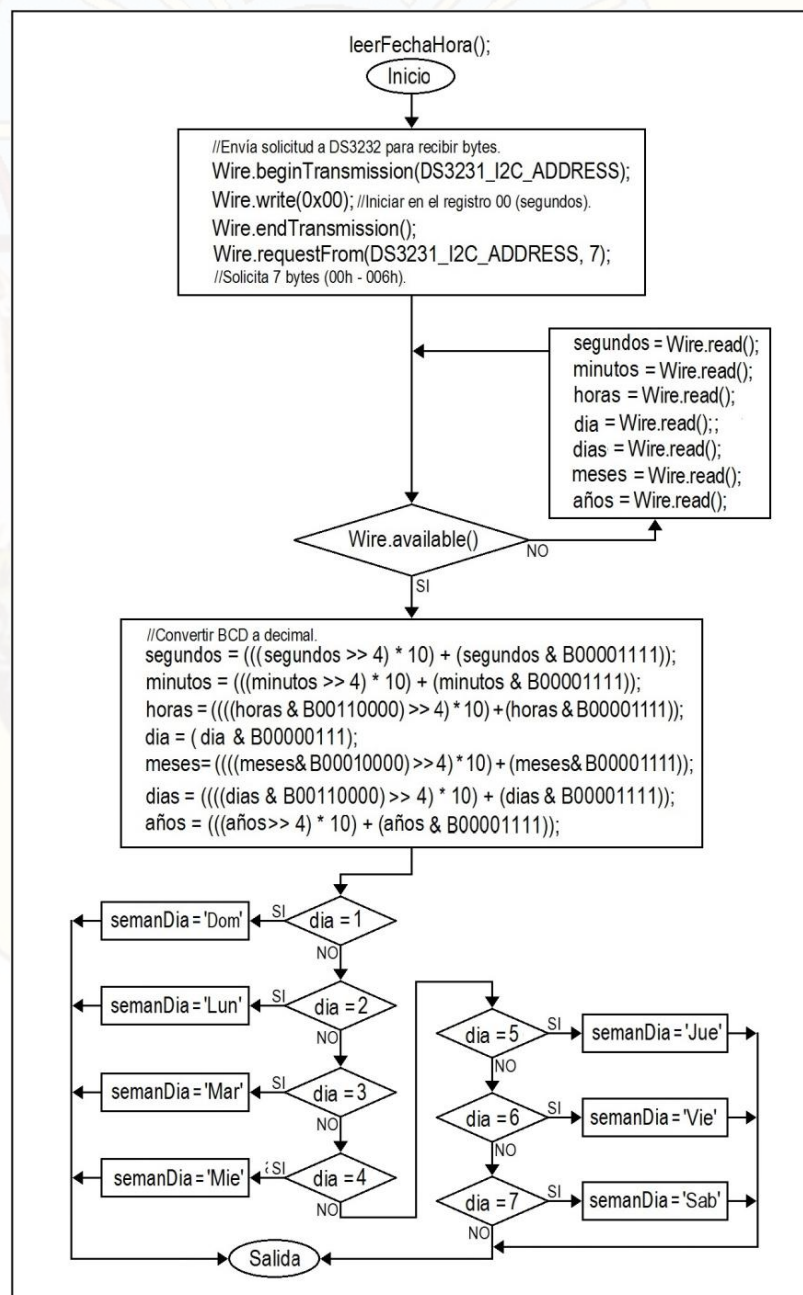 leerFechaHora();
Inicio
//Envía solicitud a DS3232 para recibir bytes.
Wire.beginTransmission(DS3231_I2C_ADDRESS);
Wire.write(0x00); //Iniciar en el registro 00 (segundos).
Wire.endTransmission();
Wire.requestFrom(DS3231_I2C_ADDRESS, 7);
//Solicita 7 bytes (00h - 006h).
segundos = Wire.read();
minutos = Wire.read();
horas = Wire.read();
dia = Wire.read();;
dias = Wire.read();
meses = Wire.read();
años = Wire.read();
Wire.available()
NO
SI
//Convertir BCD a decimal.
segundos = (((segundos >> 4) * 10) + (segundos & B00001111));
minutos = (((minutos >> 4) * 10) + (minutos & B00001111));
horas = ((((horas & B00110000) >> 4) * 10) + (horas & B00001111));
dia = ( dia & B00000111);
meses= ((((meses& B00010000) >>4) * 10) + (meses& B00001111));
dias = ((((dias & B00110000) >> 4) * 10) + (dias & B00001111));
años = (((años>> 4) * 10) + (años & B00001111));
semanDia = 'Dom'
SI
dia = 1
NO
semanDia = 'Lun'
SI
dia = 2
NO
semanDia = 'Mar'
SI
dia = 3
NO
semanDia = 'Mie'
SI
dia = 4
NO
dia = 5
SI
semanDia = 'Jue'
NO
dia = 6
SI
semanDia = 'Vie'
NO
dia = 7
SI
semanDia = 'Sab'
NO
Salida